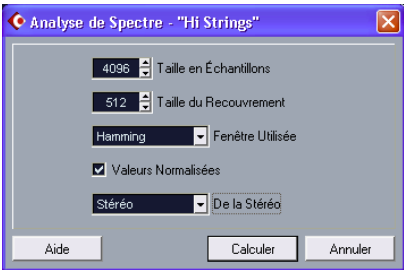 Analyse de Spectre - "Hi Strings"
4096 Taille en Échantillons
512 Taille du Recouvrement
Hamming Fenêtre Utilisée
Valeurs Normalisées
Stéréo De la Stéréo
Aide Calculer Annuler